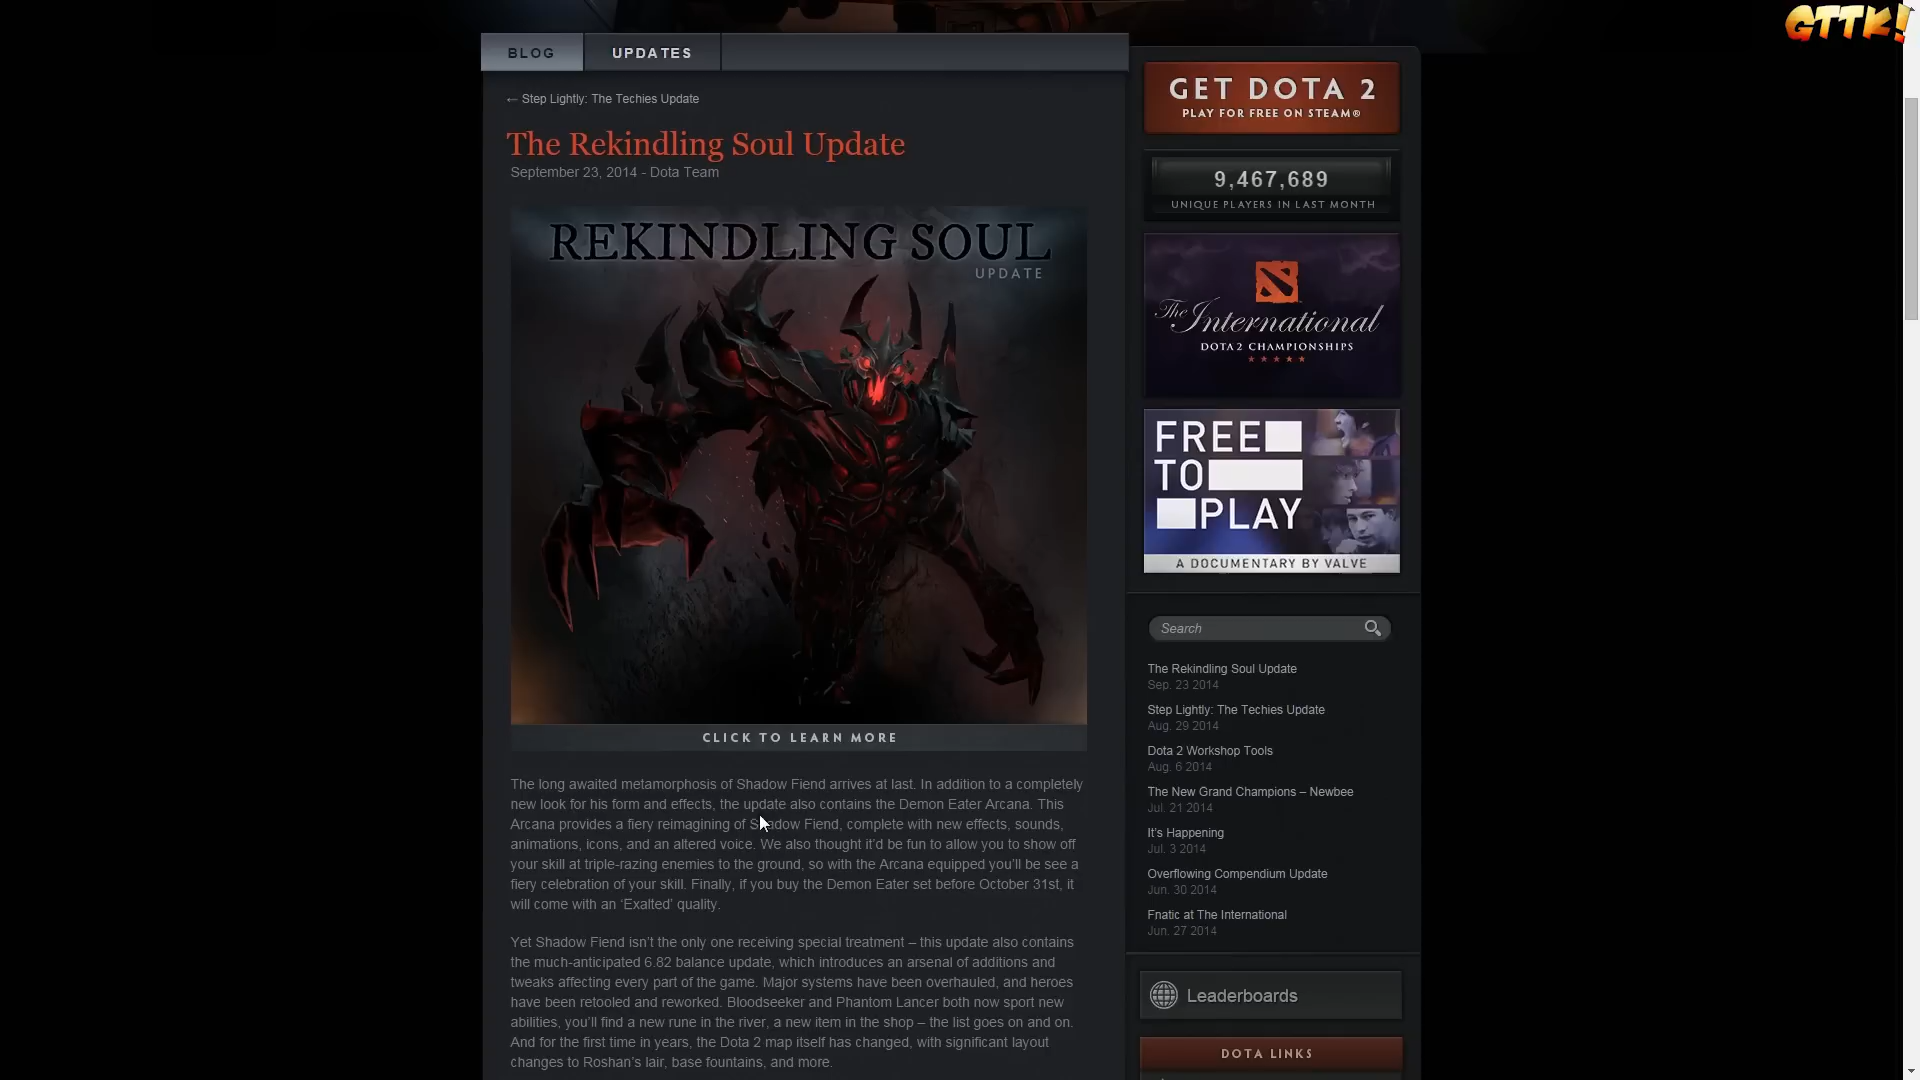 GTTK!
BLOG
UPDATES
← Step Lightly: The Techies Update
The Rekindling Soul Update
September 23, 2014 - Dota Team
REKINDLING SOUL
UPDATE
CLICK TO LEARN MORE
The long awaited metamorphosis of Shadow Fiend arrives at last. In addition to a completely
new look for his form and effects, the update also contains the Demon Eater Arcana. This
Arcana provides a fiery reimagining of Shadow Fiend, complete with new effects, sounds,
animations, icons, and an altered voice. We also thought it'd be fun to allow you to show off
your skill at triple-razing enemies to the ground, so with the Arcana equipped you'll be see a
fiery celebration of your skill. Finally, if you buy the Demon Eater set before October 31st, it
will come with an ‘Exalted’ quality.
Yet Shadow Fiend isn't the only one receiving special treatment – this update also contains
the much-anticipated 6.82 balance update, which introduces an arsenal of additions and
tweaks affecting every part of the game. Major systems have been overhauled, and heroes
have been retooled and reworked. Bloodseeker and Phantom Lancer both now sport new
abilities, you'll find a new rune in the river, a new item in the shop – the list goes on and on.
And for the first time in years, the Dota 2 map itself has changed, with significant layout
changes to Roshan's lair, base fountains, and more.
GET DOTA 2
PLAY FOR FREE ON STEAM®
9,467,689
UNIQUE PLAYERS IN LAST MONTH
The International
DOTA 2 CHAMPIONSHIPS
FREE
TO
PLAY
A DOCUMENTARY BY VALVE
Search
The Rekindling Soul Update
Sep. 23 2014
Step Lightly: The Techies Update
Aug. 29 2014
Dota 2 Workshop Tools
Aug. 6 2014
The New Grand Champions – Newbee
Jul. 21 2014
It's Happening
Jul. 3 2014
Overflowing Compendium Update
Jun. 30 2014
Fnatic at The International
Jun. 27 2014
Leaderboards
DOTA LINKS